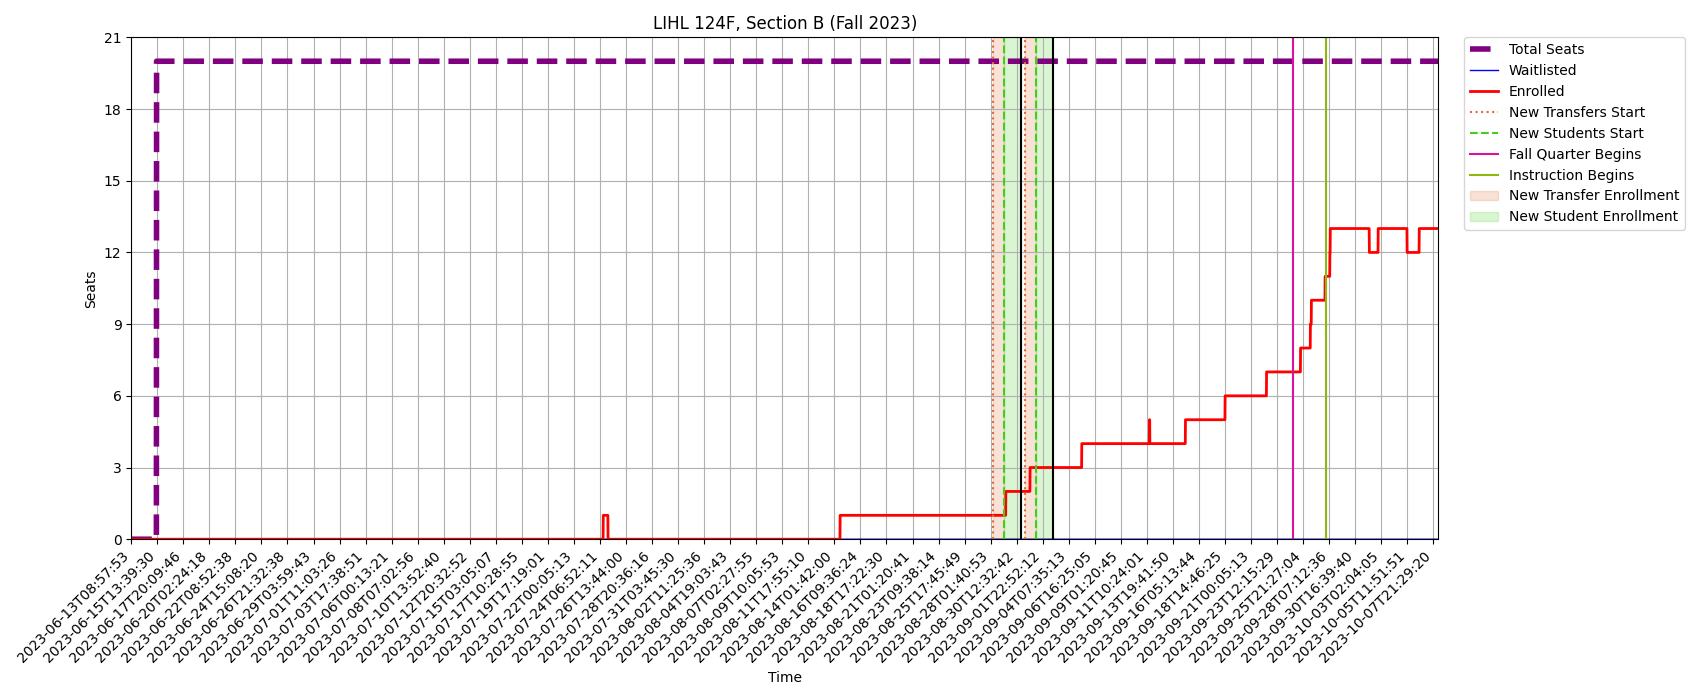 LIHL 124F, Section B (Fall 2023)
Seats
21
18
15
12
9
6
3
0
2023-06-13T08:57:53
2023-06-15T13:39:30
2023-06-17T20:09:46
2023-06-20T02:24:18
2023-06-22T08:52:38
2023-06-24T15:08:20
2023-06-26T21:32:38
2023-06-29T03:59:43
2023-07-01T11:03:26
2023-07-03T17:38:51
2023-07-06T00:13:21
2023-07-08T07:02:56
2023-07-10T13:52:40
2023-07-12T20:32:52
2023-07-15T03:05:07
2023-07-17T10:28:55
2023-07-19T17:19:01
2023-07-22T00:05:13
2023-07-24T06:52:11
2023-07-26T13:44:00
2023-07-28T20:36:16
2023-07-31T03:45:30
2023-08-02T11:25:36
2023-08-04T19:03:43
2023-08-07T02:27:55
2023-08-09T10:05:53
2023-08-11T17:55:10
2023-08-14T01:42:00
2023-08-16T09:36:24
2023-08-18T17:22:30
2023-08-21T01:20:41
2023-08-23T09:38:14
2023-08-25T17:45:49
2023-08-28T01:40:53
2023-08-30T12:32:42
2023-09-01T22:52:12
2023-09-04T07:35:13
2023-09-06T16:25:05
2023-09-09T01:20:45
2023-09-11T10:24:01
2023-09-13T19:41:50
2023-09-16T05:13:44
2023-09-18T14:46:25
2023-09-21T00:05:13
2023-09-23T12:15:29
2023-09-25T21:27:04
2023-09-28T07:12:36
2023-09-30T16:39:40
2023-10-03T02:04:05
2023-10-05T11:51:51
2023-10-07T21:29:20
Time
Total Seats
Waitlisted
Enrolled
New Transfers Start
New Students Start
Fall Quarter Begins
Instruction Begins
New Transfer Enrollment
New Student Enrollment